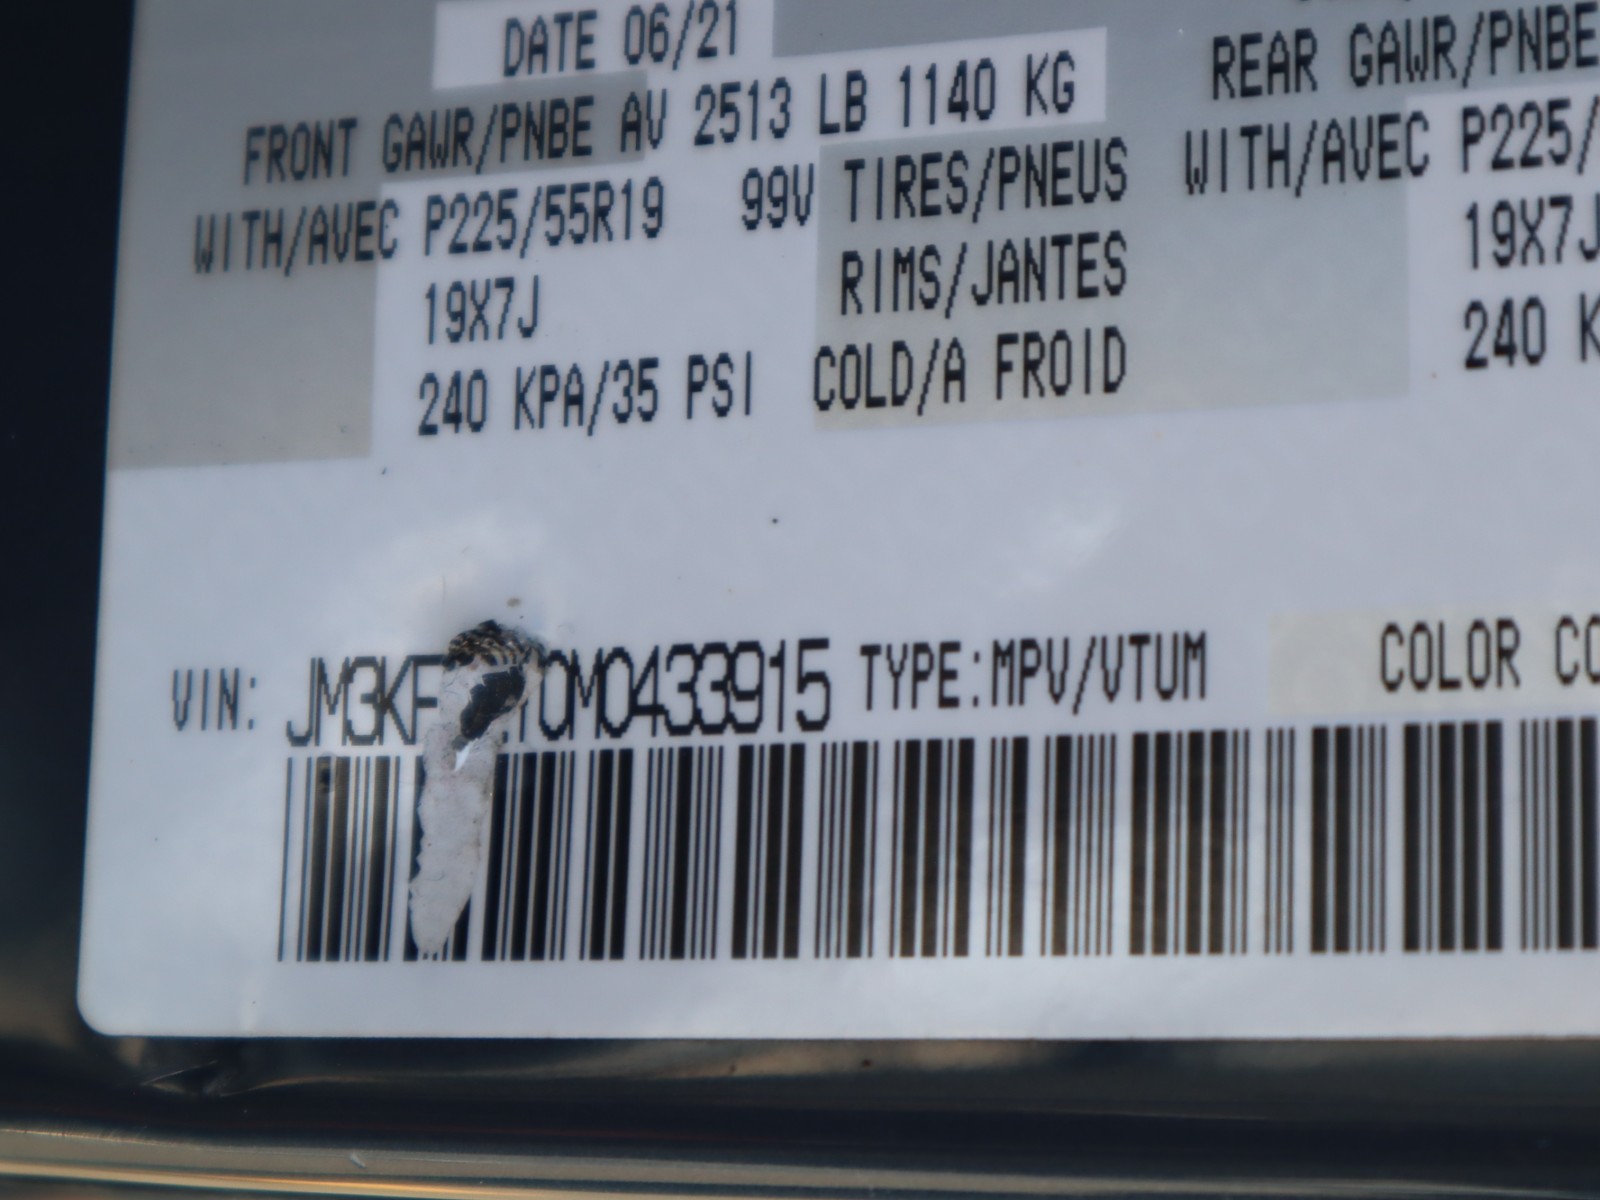 DATE 06/21
FRONT GAWR/PNBE AV 2513 LB 1140 KG
REAR GAWR/PNBE
WITH/AVEC P225/55R19 99V TIRES/PNEUS
WITH/AVEC P225/
19X7J RIMS/JANTES
19X7J
240 KPA/35 PSI COLD/A FROID
240 K
VIN: TYPE:MPV/VTUM
COLOR CO